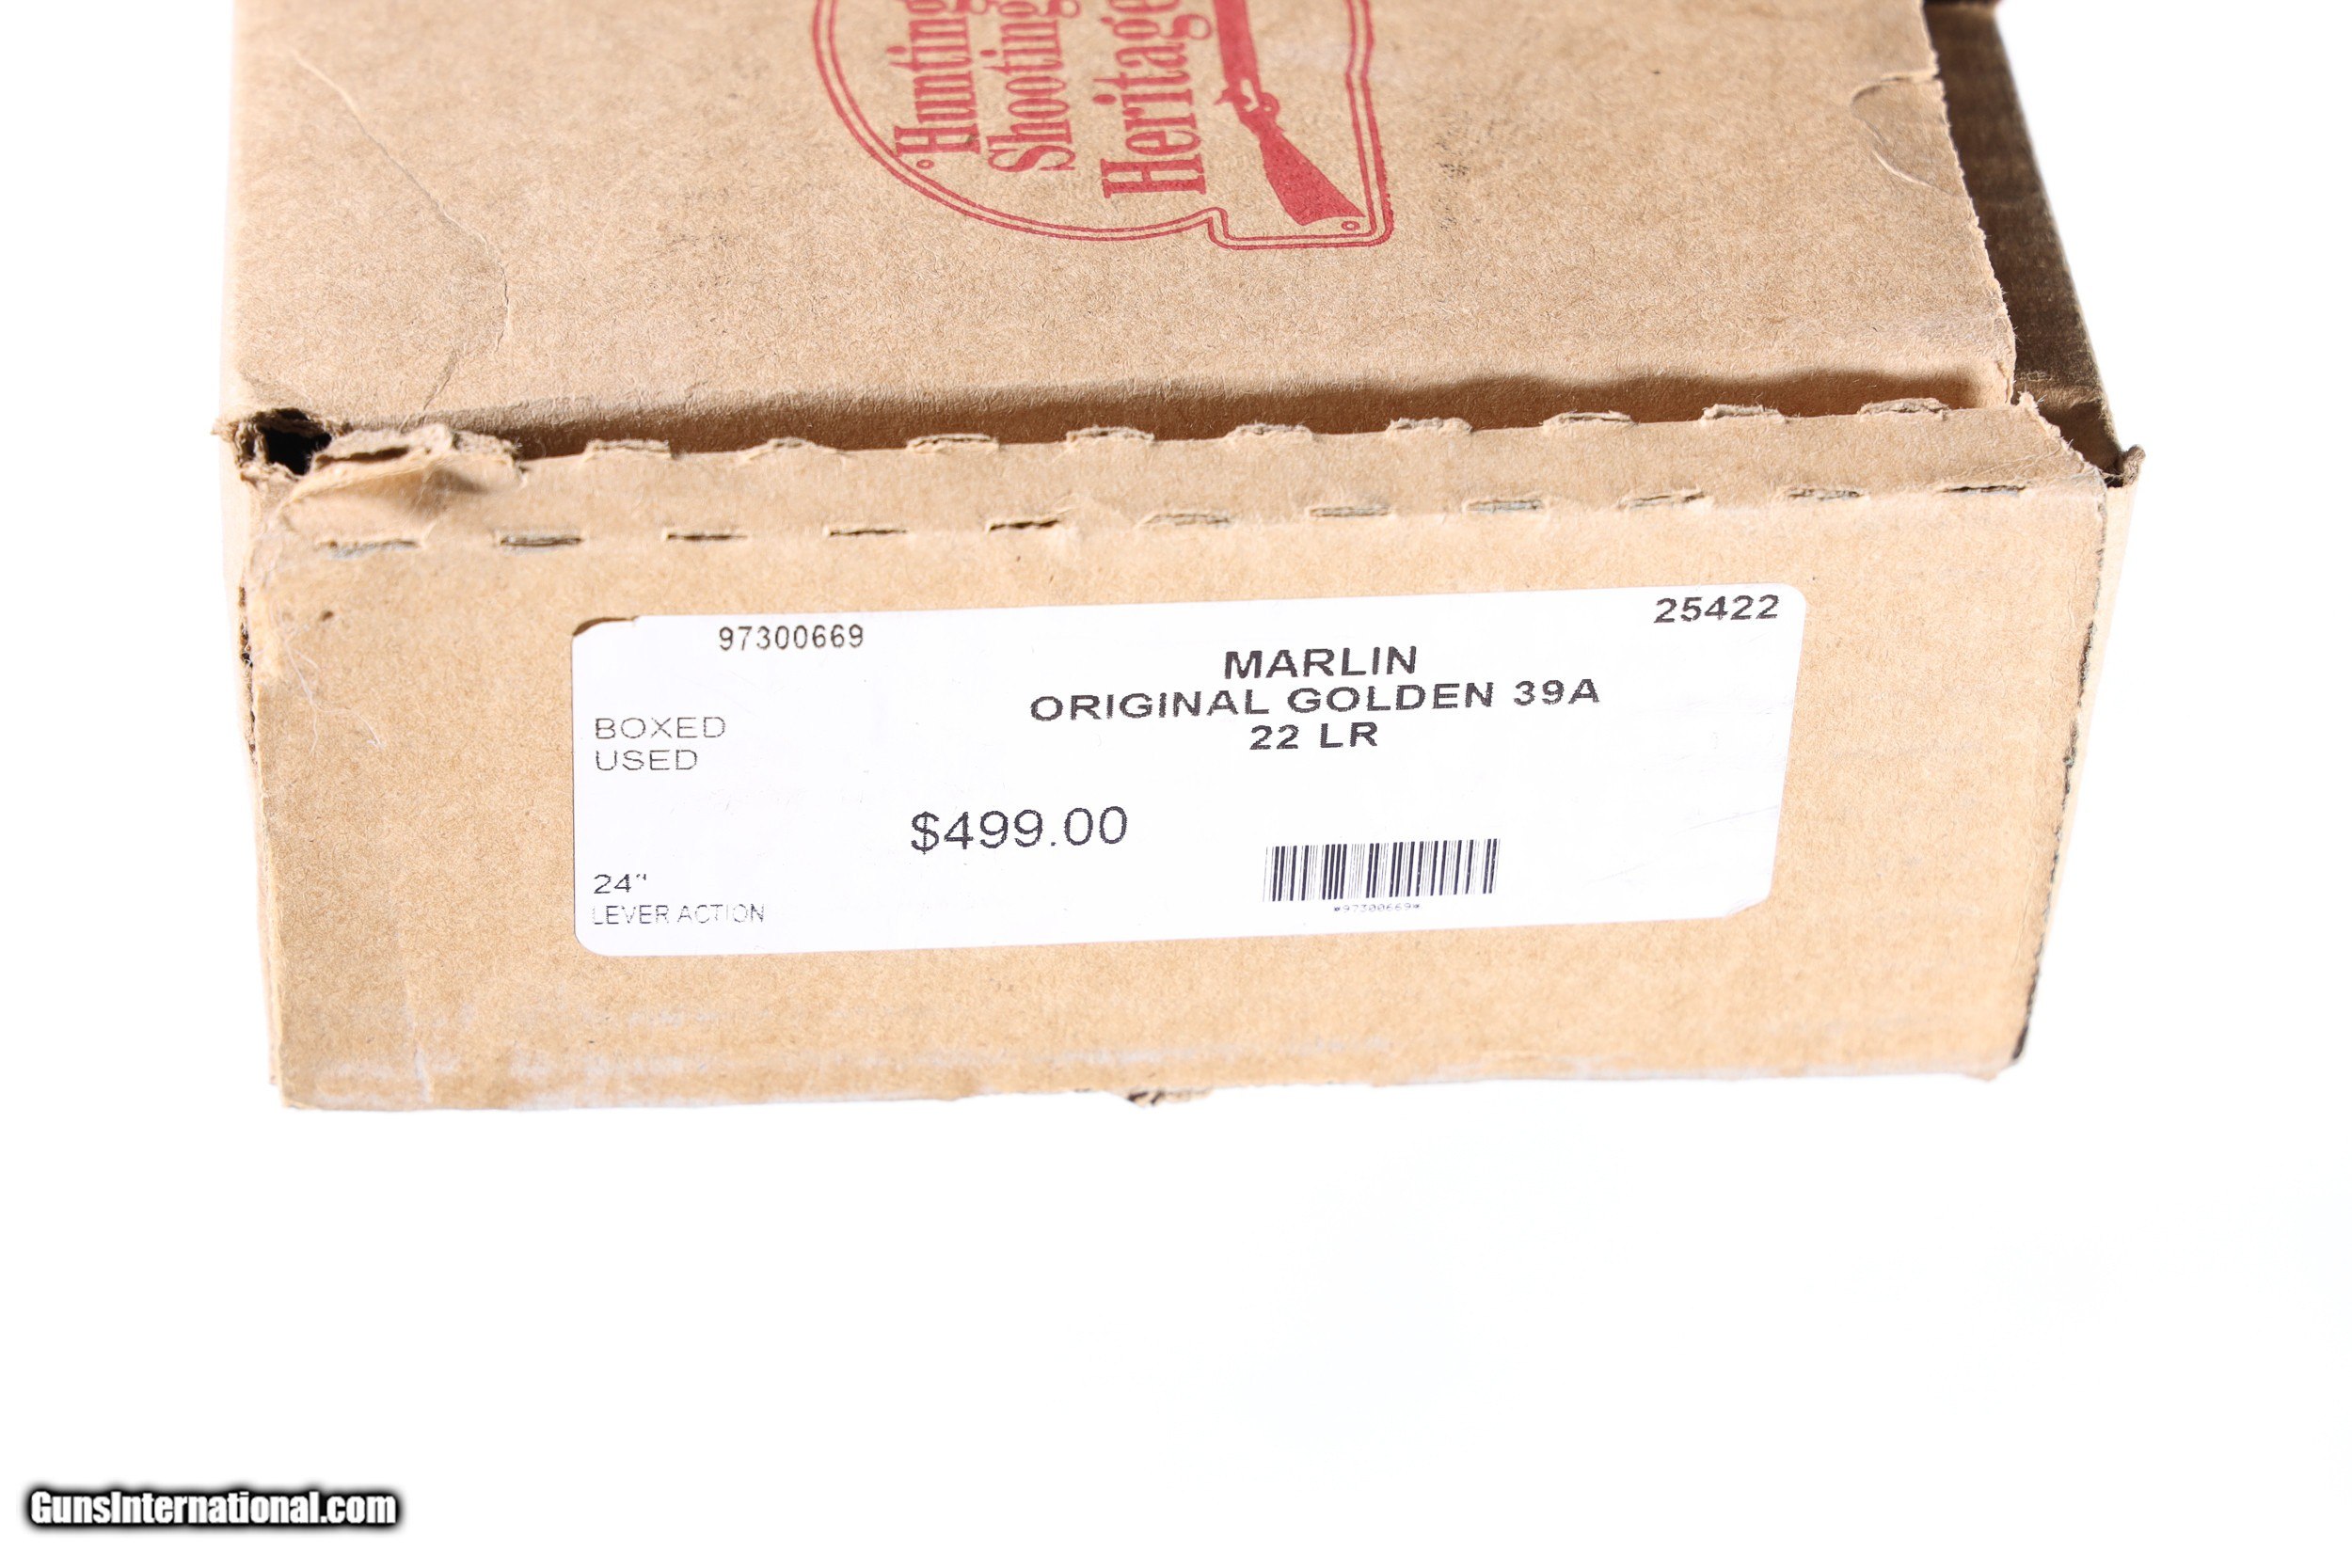 Hunting
Shooting
Heritage
97300669
25422
MARLIN
ORIGINAL GOLDEN 39A
22 LR
BOXED
USED
$499.00
24"
LEVER ACTION
*97300669*
GunsInternational.com